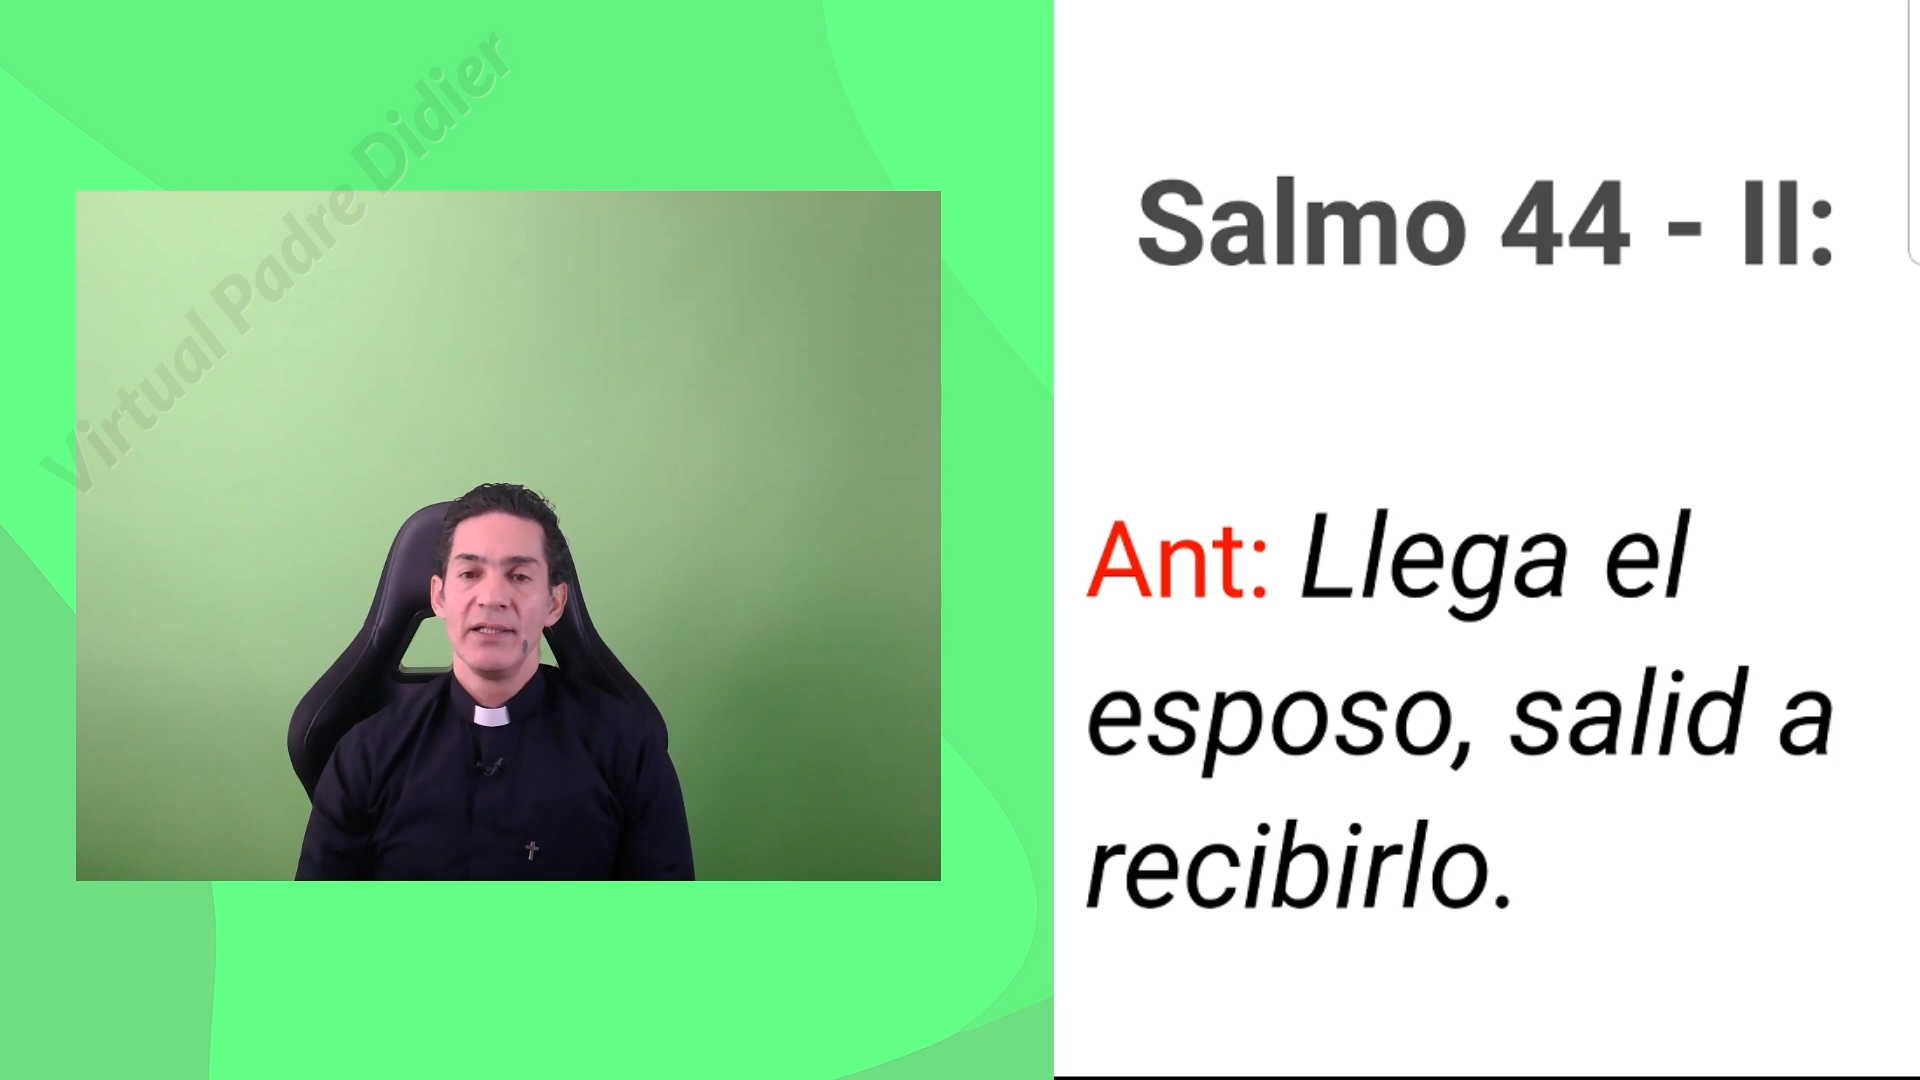 Virtual Padre Didier
Salmo 44 - II:
Ant: Llega el
esposo, salid a
recibirlo.